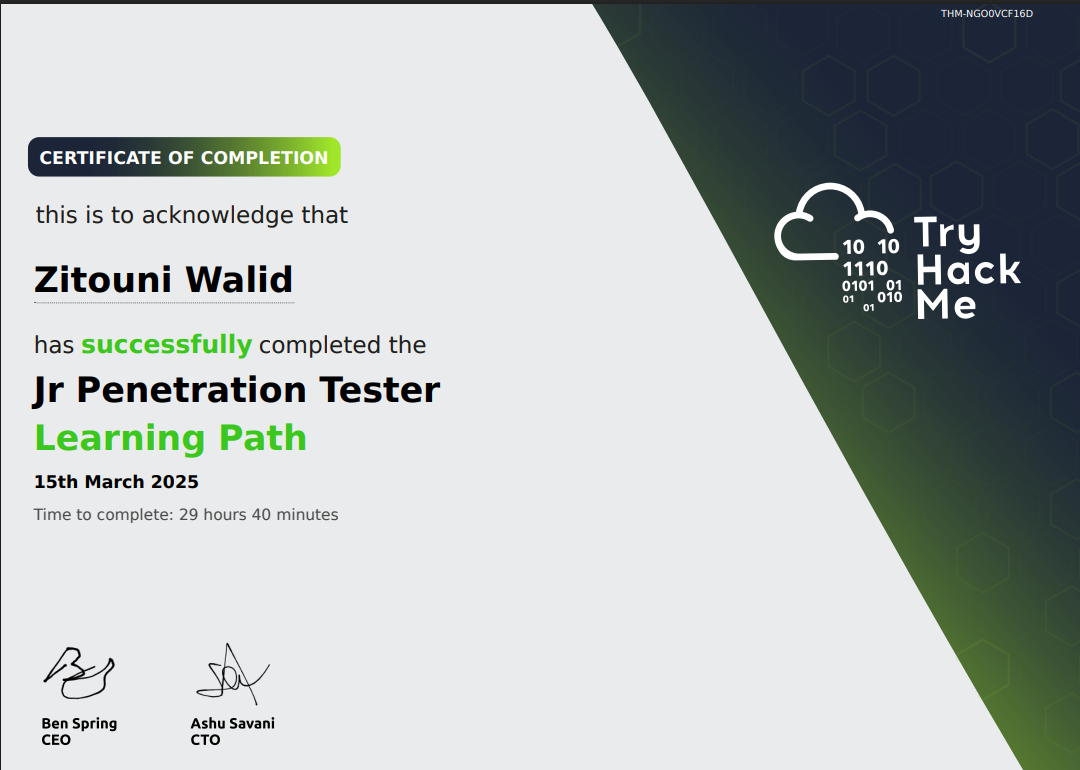 THM-NGO0VCF16D
CERTIFICATE OF COMPLETION
this is to acknowledge that
Zitouni Walid
has successfully completed the
Jr Penetration Tester
Learning Path
15th March 2025
Time to complete: 29 hours 40 minutes
Ben Spring
CEO
Ashu Savani
CTO
10 10
1110
0101 01
01 010
01
Try
Hack
Me